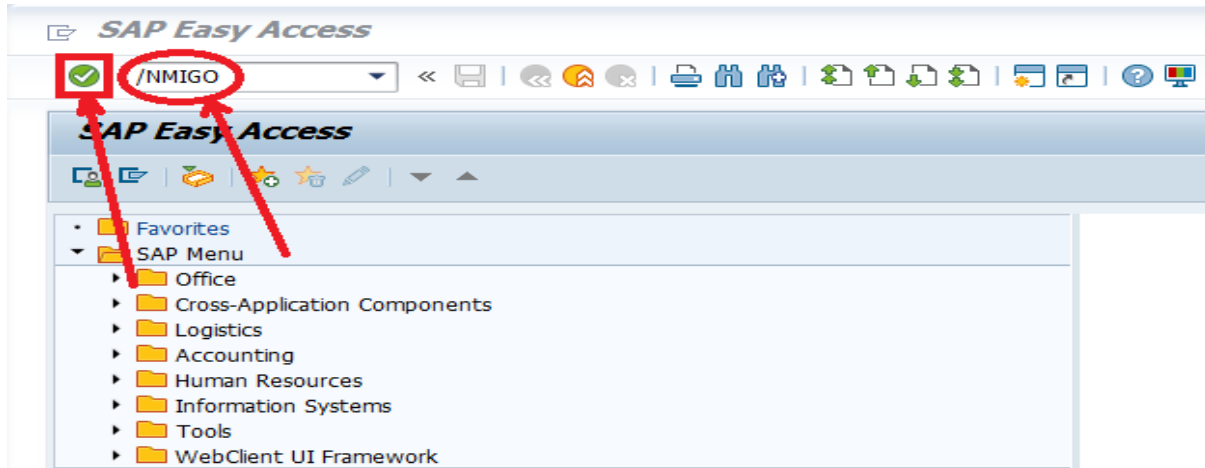 SAP Easy Access
/NMIGO
SAP Easy Access
Favorites
SAP Menu
Office
Cross-Application Components
Logistics
Accounting
Human Resources
Information Systems
Tools
WebClient UI Framework